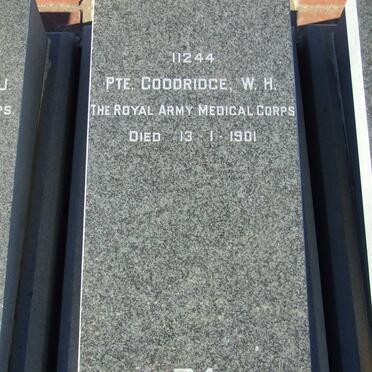 11244
PTE. GOODRIDGE, W. H.
THE ROYAL ARMY MEDICAL CORPS
DIED 13 - 1 - 1901